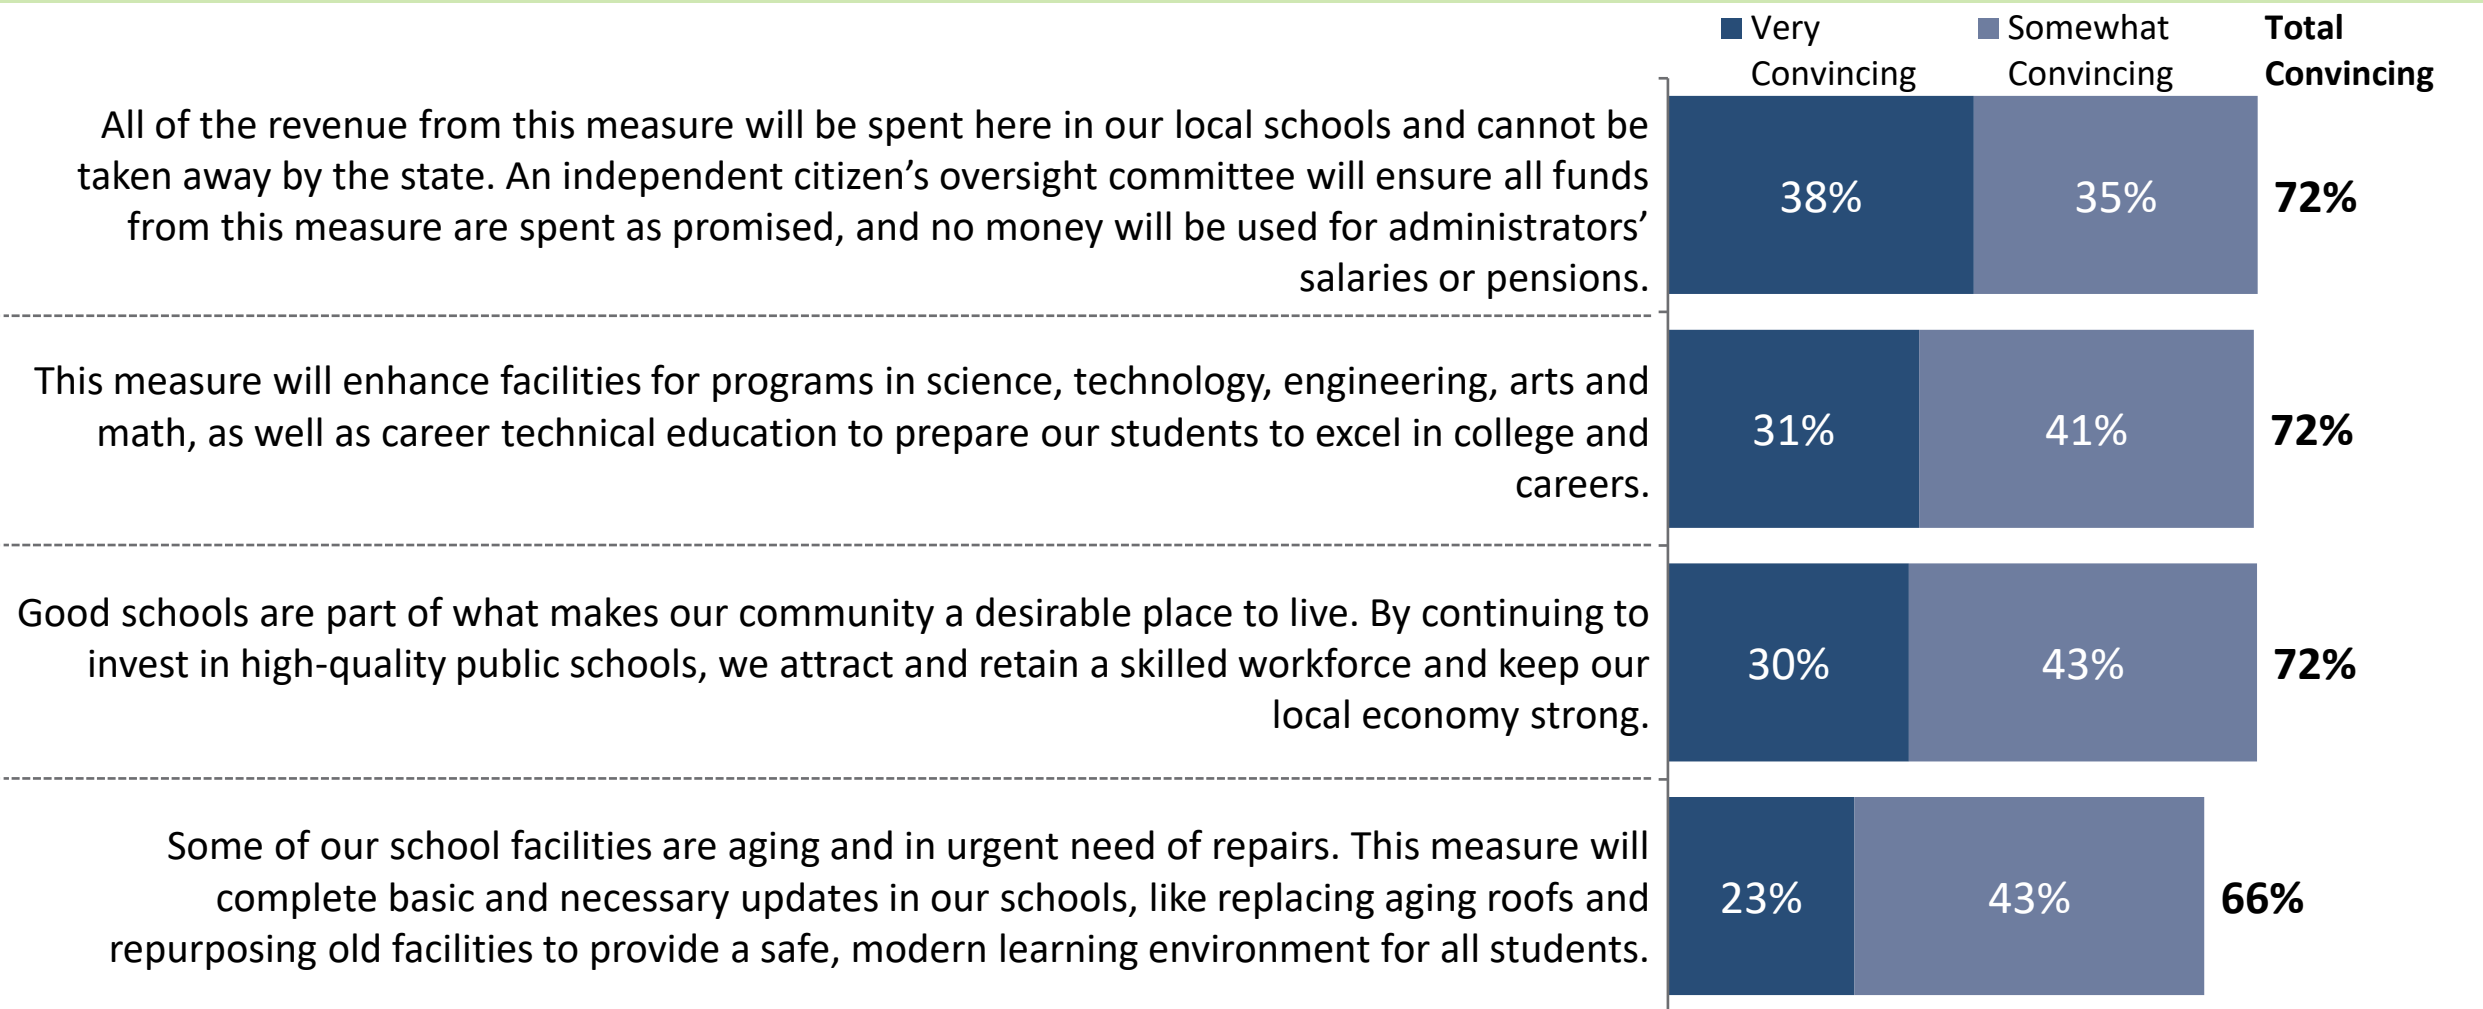 Very Convincing
Somewhat Convincing
Total Convincing
All of the revenue from this measure will be spent here in our local schools and cannot be
taken away by the state. An independent citizen’s oversight committee will ensure all funds
from this measure are spent as promised, and no money will be used for administrators’
salaries or pensions.
38%
35%
72%
This measure will enhance facilities for programs in science, technology, engineering, arts and
math, as well as career technical education to prepare our students to excel in college and
careers.
31%
41%
72%
Good schools are part of what makes our community a desirable place to live. By continuing to
invest in high-quality public schools, we attract and retain a skilled workforce and keep our
local economy strong.
30%
43%
72%
Some of our school facilities are aging and in urgent need of repairs. This measure will
complete basic and necessary updates in our schools, like replacing aging roofs and
repurposing old facilities to provide a safe, modern learning environment for all students.
23%
43%
66%